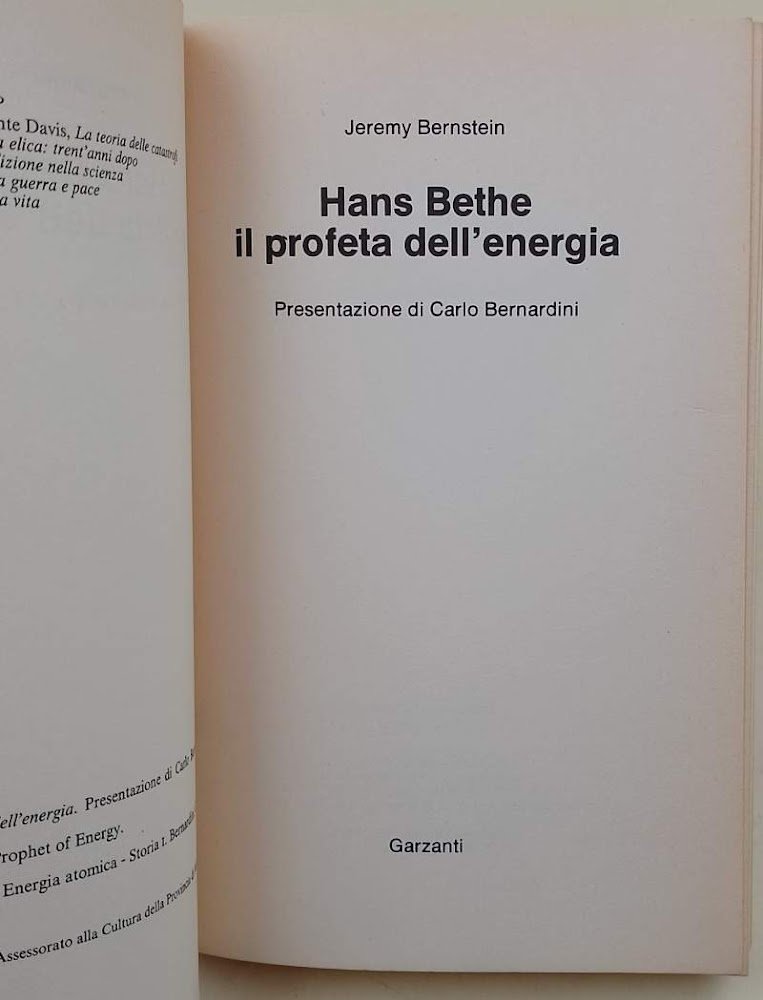 nte Davis, La teoria delle catastrofi
elica: trent'anni dopo
izione nella scienza
a guerra e pace
a vita
ell'energia. Presentazione di Carlo
rophet of Energy.
Energia atomica - Storia I.
Assessorato alla Cultura della Provincia
Jeremy Bernstein
Hans Bethe
il profeta dell'energia
Presentazione di Carlo Bernardini
Garzanti